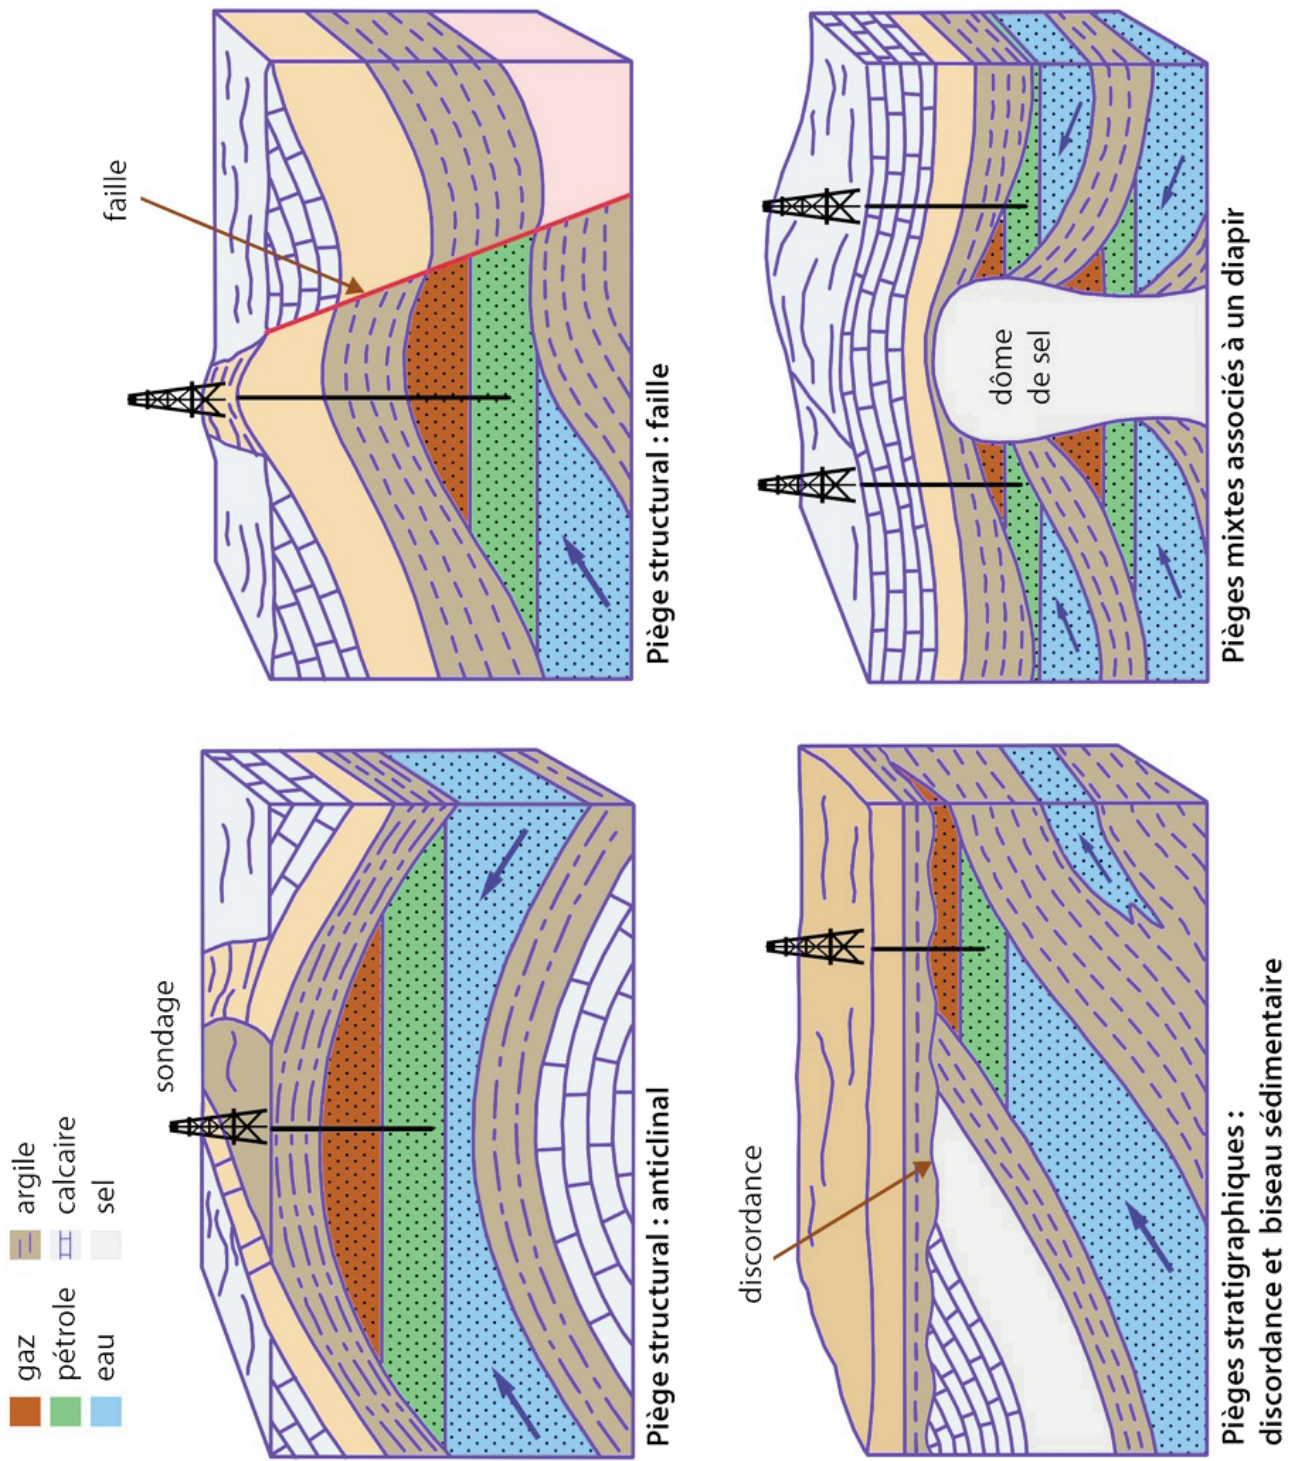 gaz
pétrole
eau
argile
calcaire
sel
sondage
Piège structural : anticlinal
faille
Piège structural : faille
discordance
Pièges stratigraphiques :
discordance et biseau sédimentaire
dôme
de sel
Pièges mixtes associés à un diapir